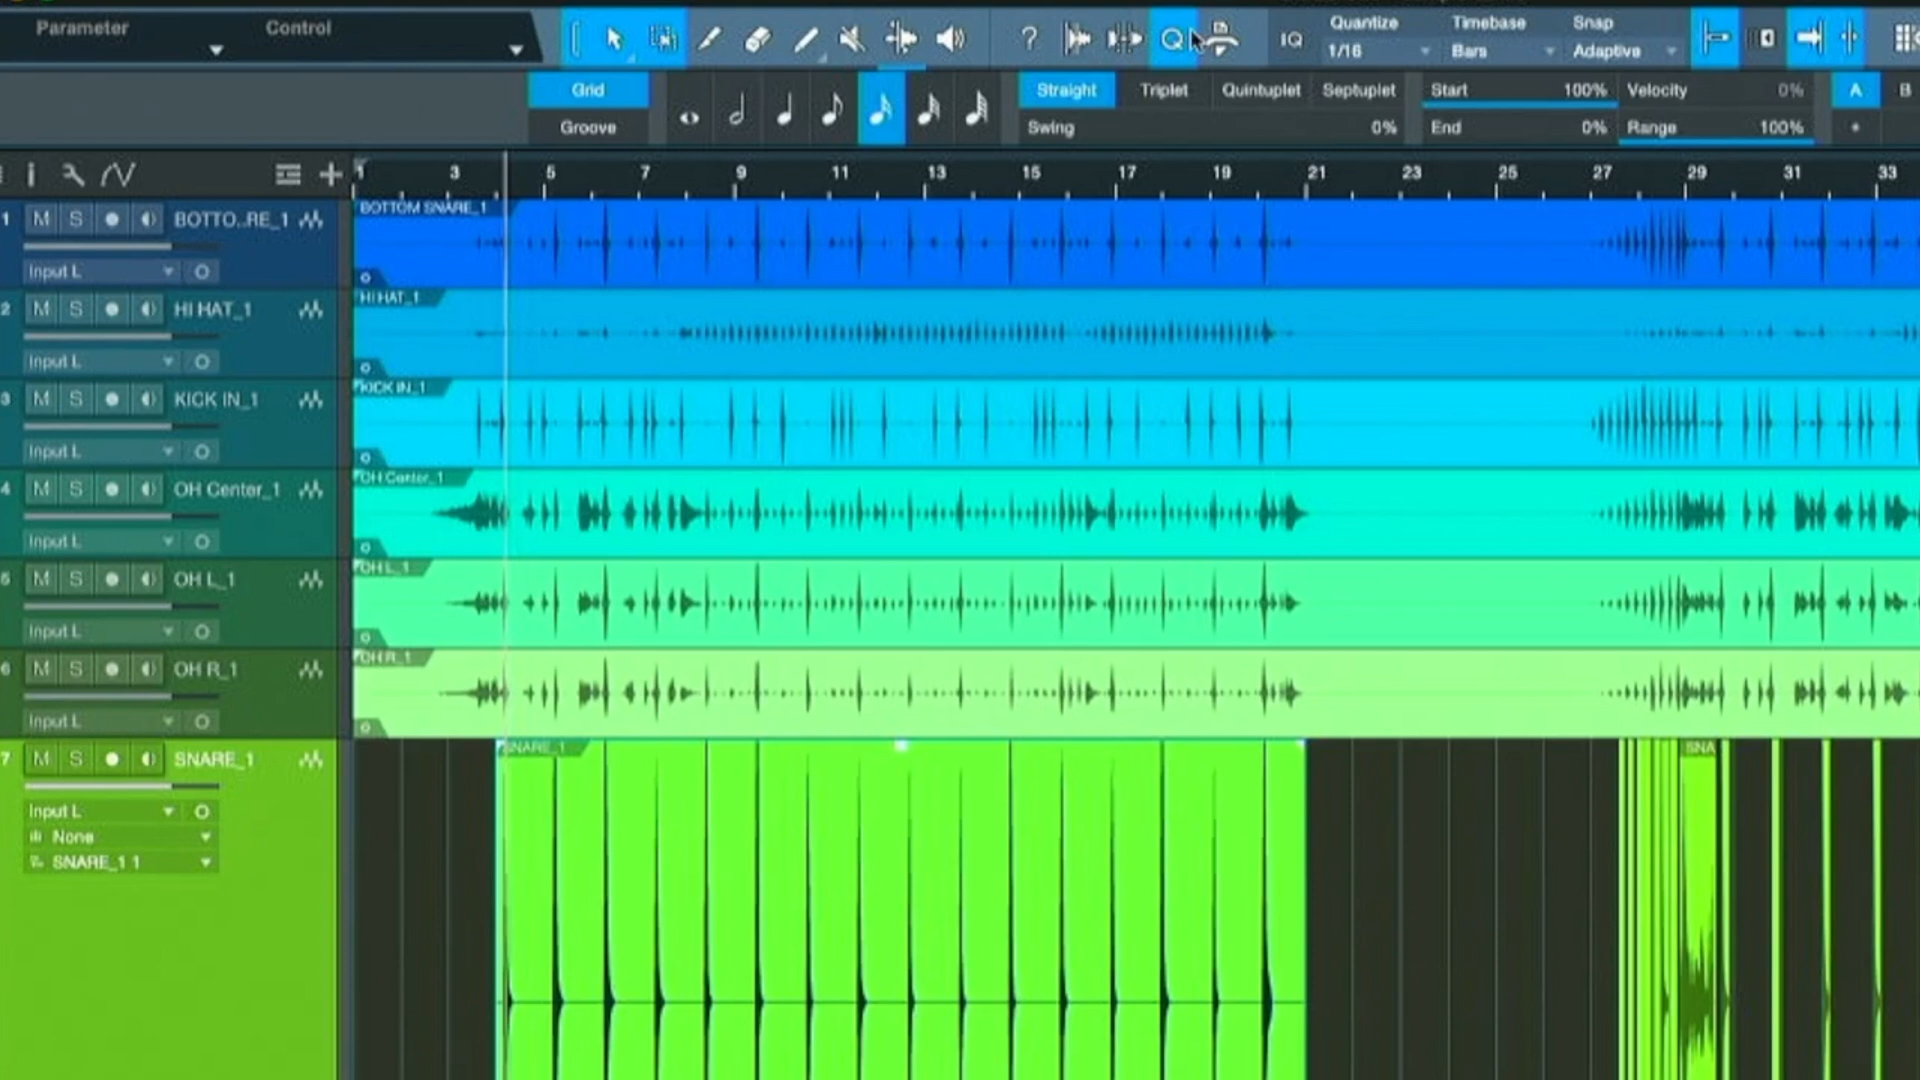 Parameter
Control
?
Q
IQ
Quantize
1/16
Timebase
Bars
Snap
Adaptive
Grid
Groove
Straight
Triplet
Quintuplet
Septuplet
Swing
0%
Start
100%
End
0%
Velocity
0%
Range
100%
A
B
i
1 3 5 7 9 11 13 15 17 19 21 23 25 27 29 31 33
1 M S BOTTO..RE_1
Input L
BOTTOM SNARE_1
2 M S HI HAT_1
Input L
HI HAT_1
3 M S KICK IN_1
Input L
KICK IN_1
4 M S OH Center_1
Input L
OH Center_1
5 M S OH L_1
Input L
OH L_1
6 M S OH R_1
Input L
OH R_1
7 M S SNARE_1
Input L
None
SNARE_1 1
SNARE_1
SNA